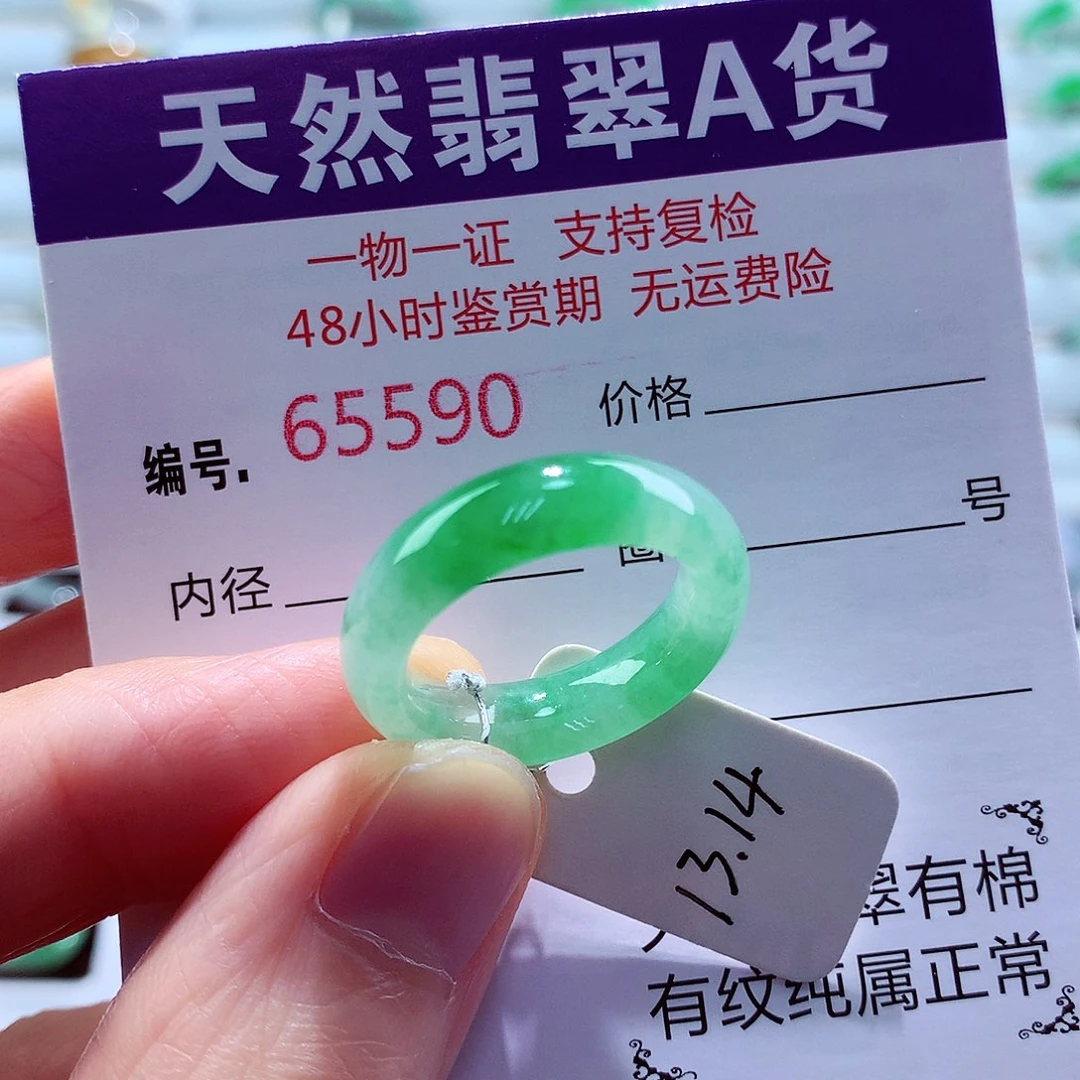 天然翡翠A货
一物一证 支持复检
48小时鉴赏期 无运费险
编号. 65590 价格
内径 号
13.14
翠有棉
有纹纯属正常